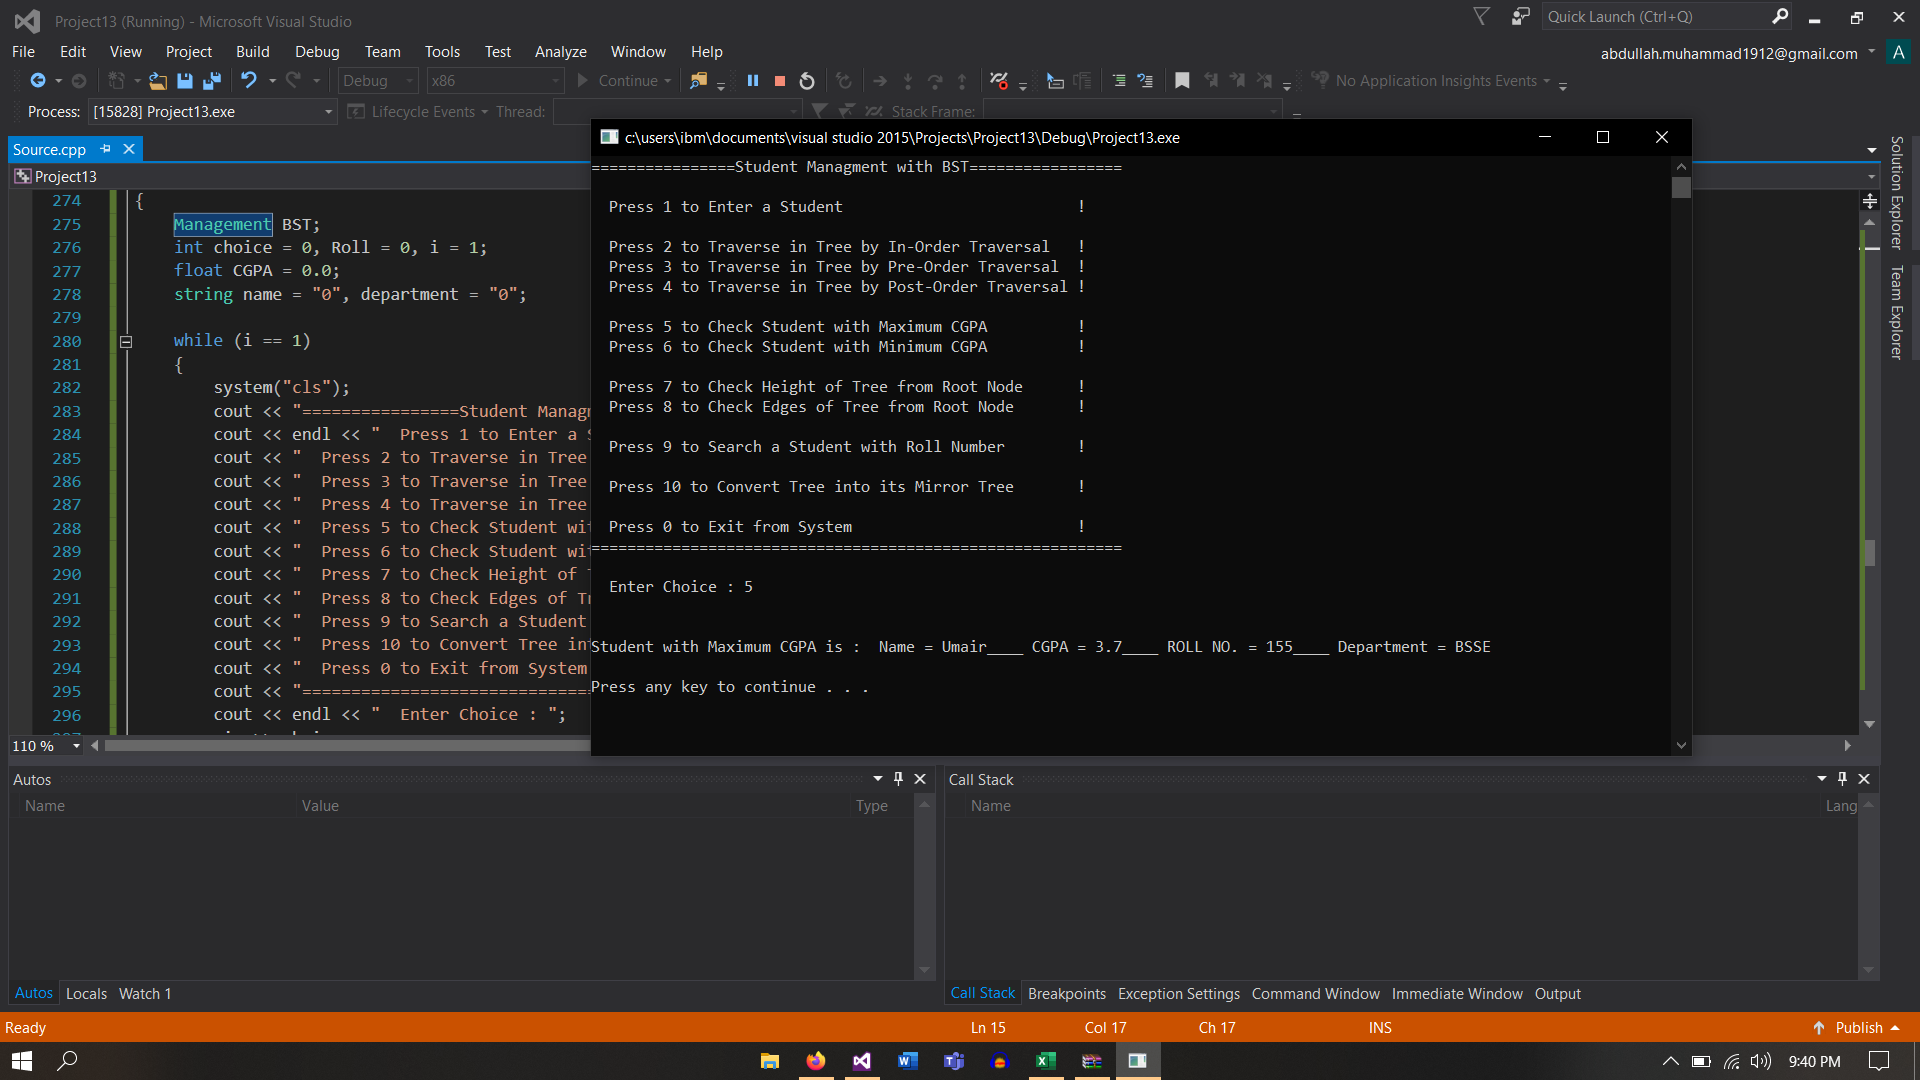 Project13 (Running) - Microsoft Visual Studio
Quick Launch (Ctrl+Q)
File Edit View Project Build Debug Team Tools Test Analyze Window Help
abdullah.muhammad1912@gmail.com A
Debug x86 Continue No Application Insights Events
Process: [15828] Project13.exe Lifecycle Events Thread: Stack Frame:
Source.cpp
Project13
274 {
275 Management BST;
276 int choice = 0, Roll = 0, i = 1;
277 float CGPA = 0.0;
278 string name = "0", department = "0";
279
280 while (i == 1)
281 {
282 system("cls");
283 cout << "================Student Managm
284 cout << endl << "  Press 1 to Enter a S
285 cout << "  Press 2 to Traverse in Tree
286 cout << "  Press 3 to Traverse in Tree
287 cout << "  Press 4 to Traverse in Tree
288 cout << "  Press 5 to Check Student wit
289 cout << "  Press 6 to Check Student wit
290 cout << "  Press 7 to Check Height of T
291 cout << "  Press 8 to Check Edges of Tr
292 cout << "  Press 9 to Search a Student
293 cout << "  Press 10 to Convert Tree int
294 cout << "  Press 0 to Exit from System
295 cout << "=============================
296 cout << endl << "  Enter Choice : ";
110 %
c:\users\ibm\documents\visual studio 2015\Projects\Project13\Debug\Project13.exe
================Student Managment with BST=================
Press 1 to Enter a Student !
Press 2 to Traverse in Tree by In-Order Traversal !
Press 3 to Traverse in Tree by Pre-Order Traversal !
Press 4 to Traverse in Tree by Post-Order Traversal !
Press 5 to Check Student with Maximum CGPA !
Press 6 to Check Student with Minimum CGPA !
Press 7 to Check Height of Tree from Root Node !
Press 8 to Check Edges of Tree from Root Node !
Press 9 to Search a Student with Roll Number !
Press 10 to Convert Tree into its Mirror Tree !
Press 0 to Exit from System !
===========================================================
Enter Choice : 5
Student with Maximum CGPA is :  Name = Umair____ CGPA = 3.7____ ROLL NO. = 155____ Department = BSSE
Press any key to continue . . .
Solution Explorer
Team Explorer
Autos
Name Value Type
Autos Locals Watch 1
Call Stack
Name Lang
Call Stack Breakpoints Exception Settings Command Window Immediate Window Output
Ready Ln 15 Col 17 Ch 17 INS Publish
9:40 PM